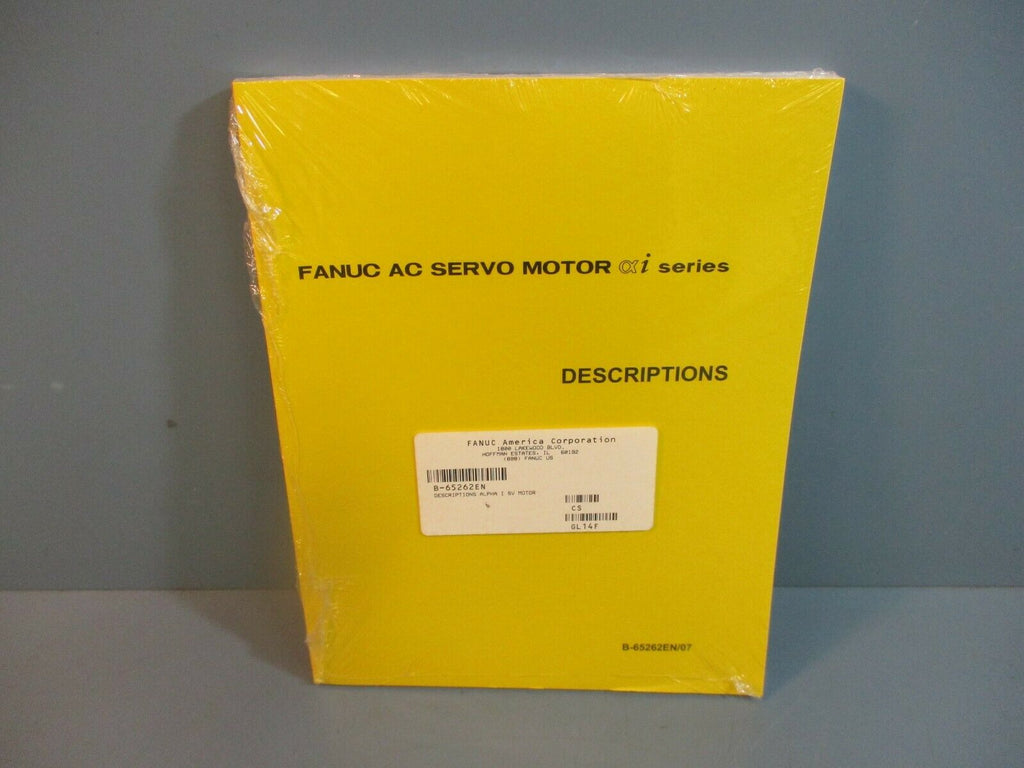 FANUC AC SERVO MOTOR αi series
DESCRIPTIONS
FANUC America Corporation
1800 LAKEWOOD BLVD.
HOFFMAN ESTATES, IL 60192
(888) FANUC US
B-65262EN
DESCRIPTIONS ALPHA I SV MOTOR
CS
GL14F
B-65262EN/07